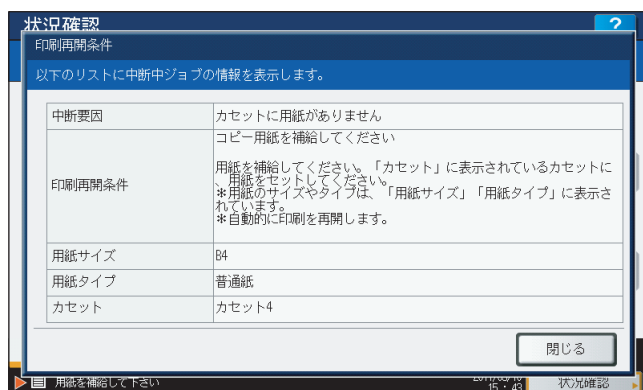 状況確認
?
印刷再開条件
以下のリストに中断中ジョブの情報を表示します。
中断要因
カセットに用紙がありません
印刷再開条件
コピー用紙を補給してください
用紙を補給してください。「カセット」に表示されているカセットに
、用紙をセットしてください。
*用紙のサイズやタイプは、「用紙サイズ」「用紙タイプ」に表示さ
れています。
*自動的に印刷を再開します。
用紙サイズ
B4
用紙タイプ
普通紙
カセット
カセット4
閉じる
用紙を補給して下さい
15:43
状況確認